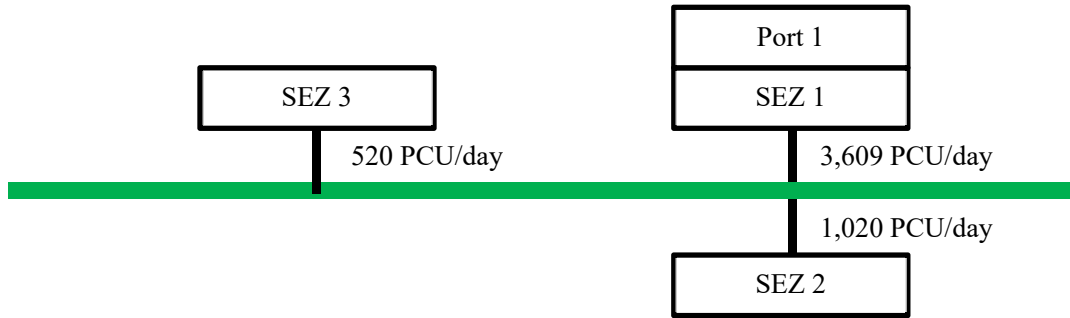 Port 1
SEZ 3
SEZ 1
520 PCU/day
3,609 PCU/day
1,020 PCU/day
SEZ 2